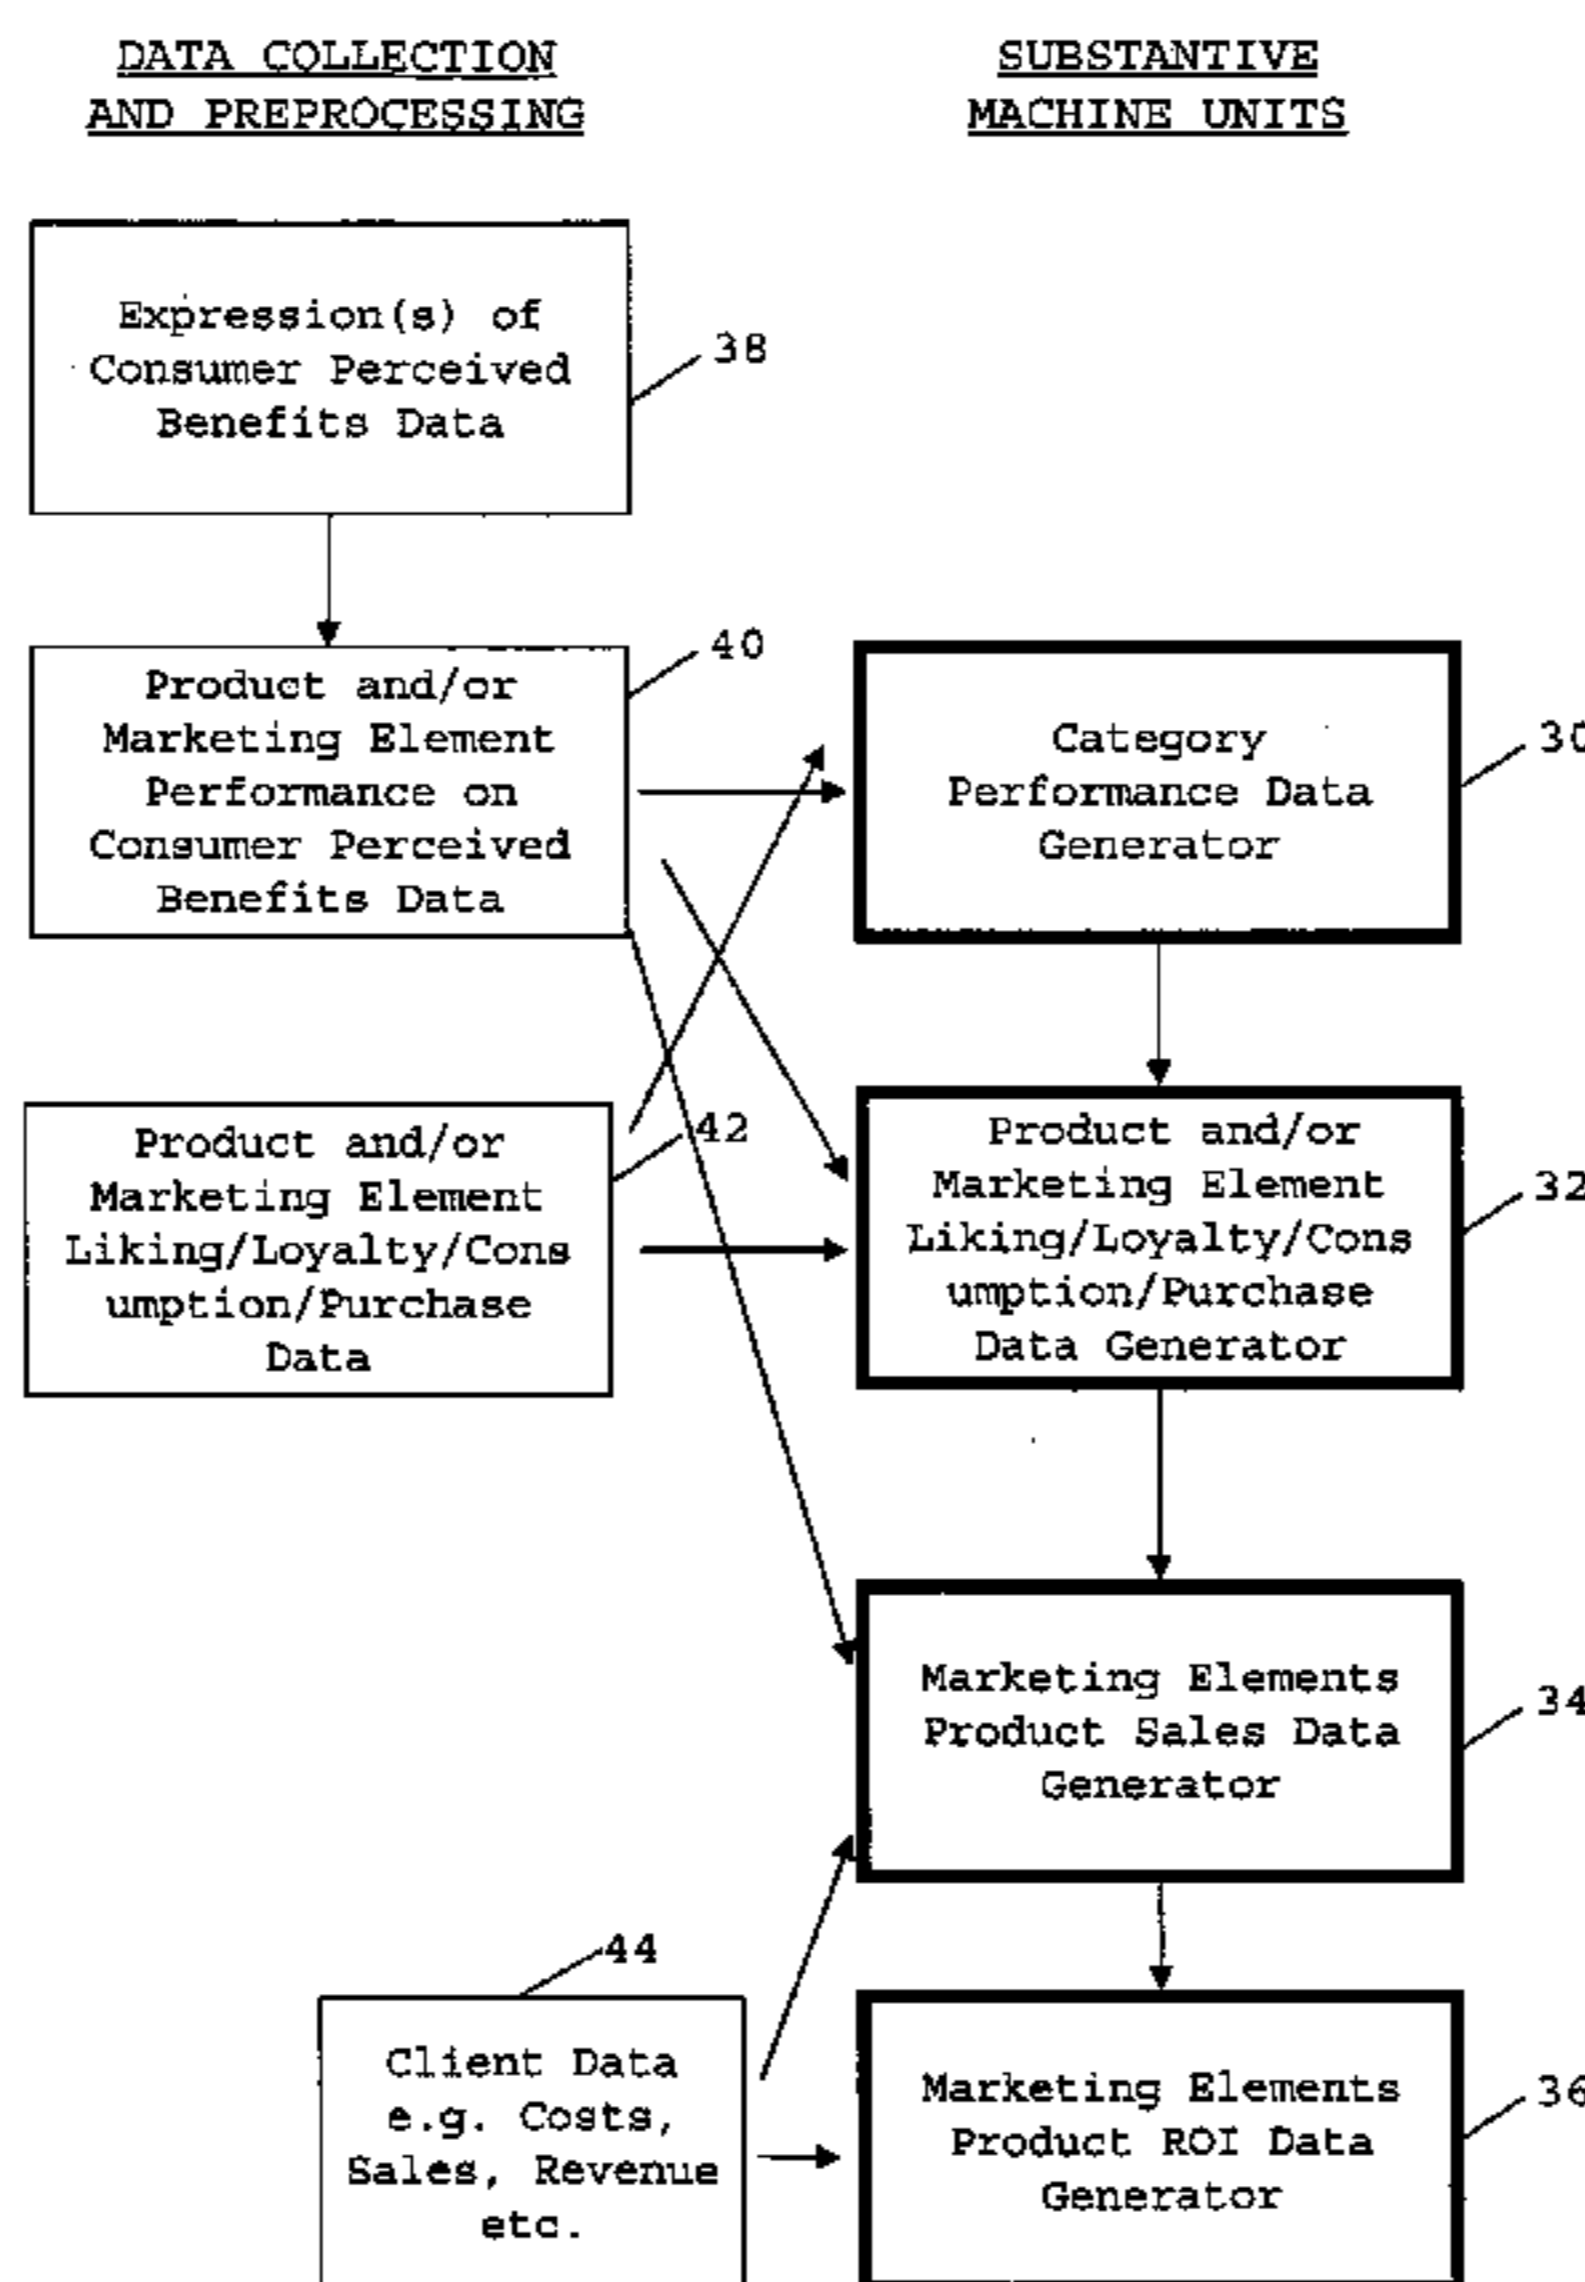 DATA COLLECTION
AND PREPROCESSING
SUBSTANTIVE
MACHINE UNITS
Expression(s) of
Consumer Perceived
Benefits Data
38
Product and/or
Marketing Element
Performance on
Consumer Perceived
Benefits Data
40
Category
Performance Data
Generator
30
Product and/or
Marketing Element
Liking/Loyalty/Cons
umption/Purchase
Data
42
Product and/or
Marketing Element
Liking/Loyalty/Cons
umption/Purchase
Data Generator
32
Marketing Elements
Product Sales Data
Generator
34
44
Client Data
e.g. Costs,
Sales, Revenue
etc.
Marketing Elements
Product ROI Data
Generator
36